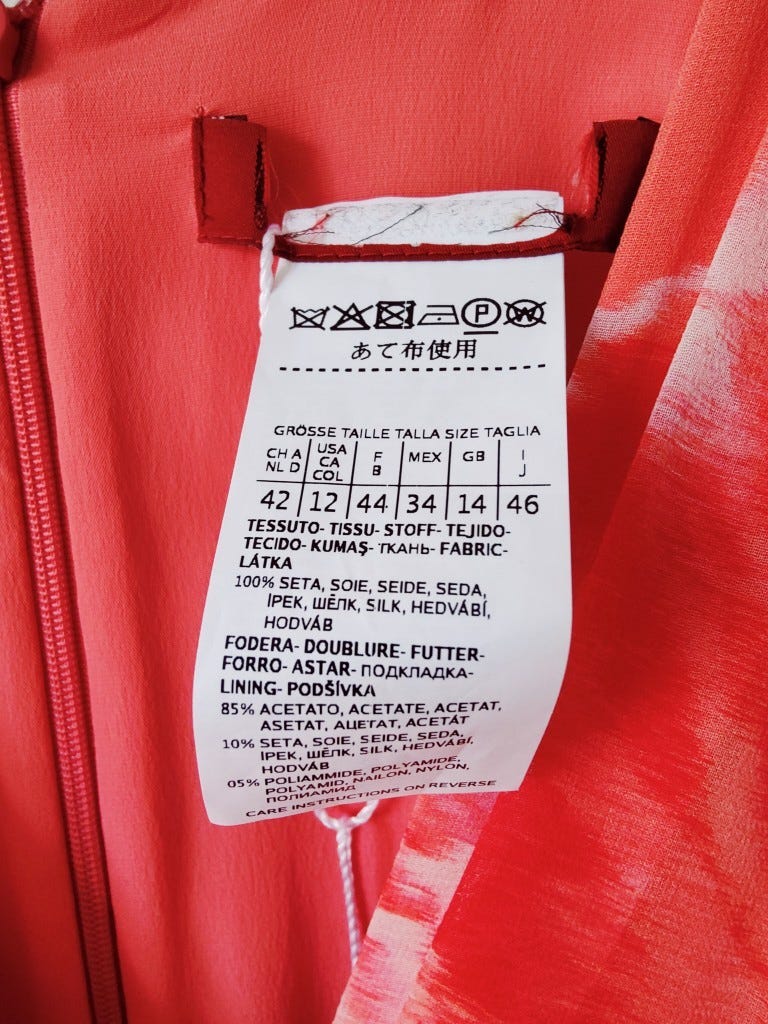 P W
あて布使用
GRÖSSE TAILLE TALLA SIZE TAGLIA
CH A NL D USA CA COL F B MEX GB I J
42 12 44 34 14 46
TESSUTO- TISSU- STOFF- TEJIDO-
TECIDO- KUMAŞ- ТКАНЬ- FABRIC-
LÁTKA
100% SETA, SOIE, SEIDE, SEDA,
İPEK, ШЁЛК, SILK, HEDVÁBÍ,
HODVÁB
FODERA- DOUBLURE- FUTTER-
FORRO- ASTAR- ПОДКЛАДКА-
LINING- PODŠÍVKA
85% ACETATO, ACETATE, ACETAT,
ASETAT, АЦЕТАТ, ACETÁT
10% SETA, SOIE, SEIDE, SEDA,
İPEK, ШЁЛК, SILK, HEDVÁBÍ,
HODVÁB
05% POLIAMMIDE, POLYAMIDE,
POLYAMID, NAILON, NYLON,
ПОЛИАМИД
CARE INSTRUCTIONS ON REVERSE